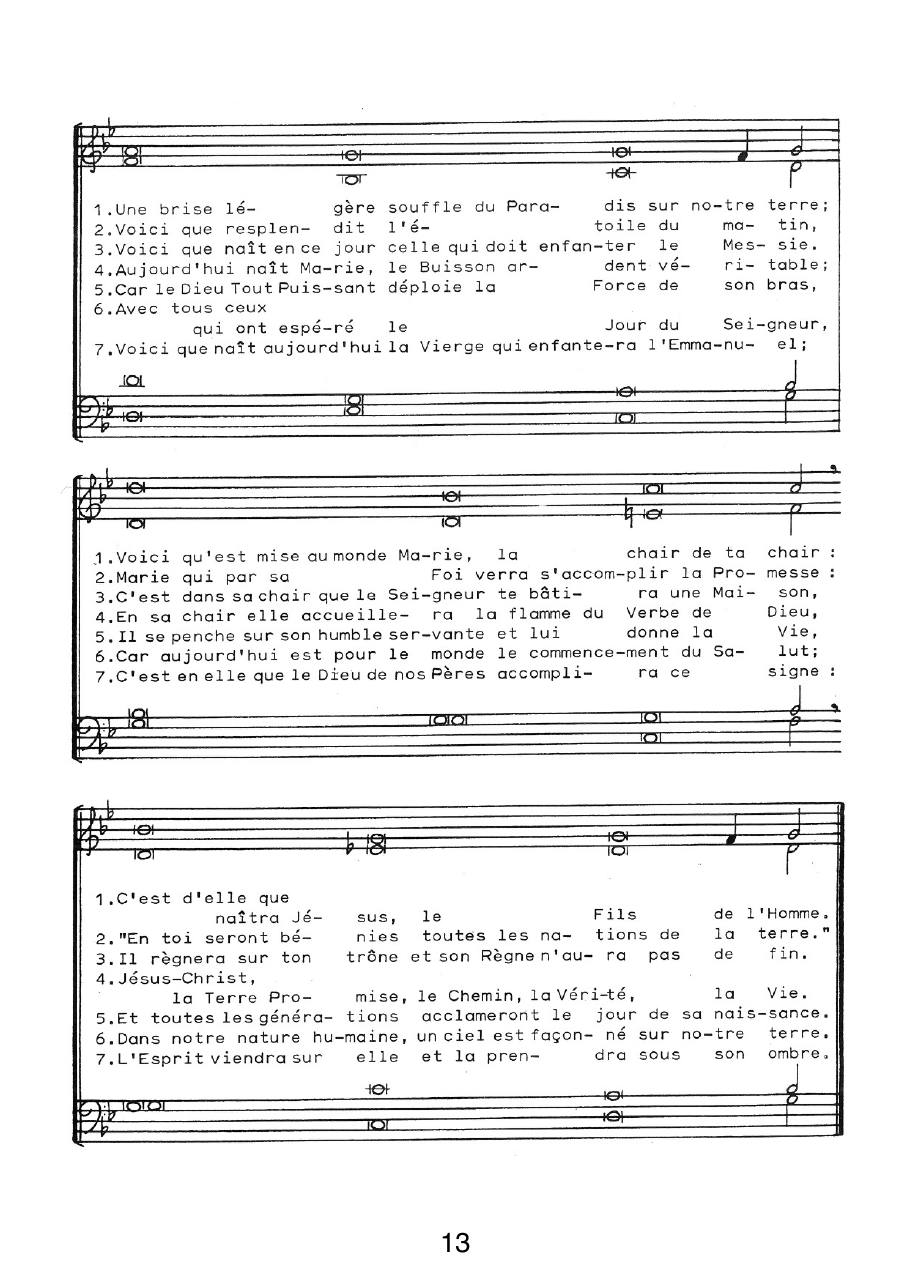 1.Une brise lé- gère souffle du Para- dis sur no-tre terre;
2.Voici que resplen- dit l'é- toile du ma- tin,
3.Voici que naît en ce jour celle qui doit enfan-ter le Mes- sie.
4.Aujourd'hui naît Ma-rie, le Buisson ar- dent vé- ri- table;
5.Car le Dieu Tout Puis-sant déploie la Force de son bras,
6.Avec tous ceux
qui ont espé-ré le Jour du Sei-gneur,
7.Voici que naît aujourd'hui la Vierge qui enfante-ra l'Emma-nu- el;
1.Voici qu'est mise au monde Ma-rie, la chair de ta chair :
2.Marie qui par sa Foi verra s'accom-plir la Pro- messe :
3.C'est dans sa chair que le Sei-gneur te bâti- ra une Mai- son,
4.En sa chair elle accueille- ra la flamme du Verbe de Dieu,
5.Il se penche sur son humble ser-vante et lui donne la Vie,
6.Car aujourd'hui est pour le monde le commence-ment du Sa- lut;
7.C'est en elle que le Dieu de nos Pères accompli- ra ce signe :
1.C'est d'elle que
naîtra Jé- sus, le Fils de l'Homme.
2."En toi seront bé- nies toutes les na- tions de la terre."
3.Il règnera sur ton trône et son Règne n'au- ra pas de fin.
4.Jésus-Christ,
la Terre Pro- mise, le Chemin, la Véri-té, la Vie.
5.Et toutes les généra- tions acclameront le jour de sa nais-sance.
6.Dans notre nature hu-maine, un ciel est façon- né sur no-tre terre.
7.L'Esprit viendra sur elle et la pren- dra sous son ombre.
13